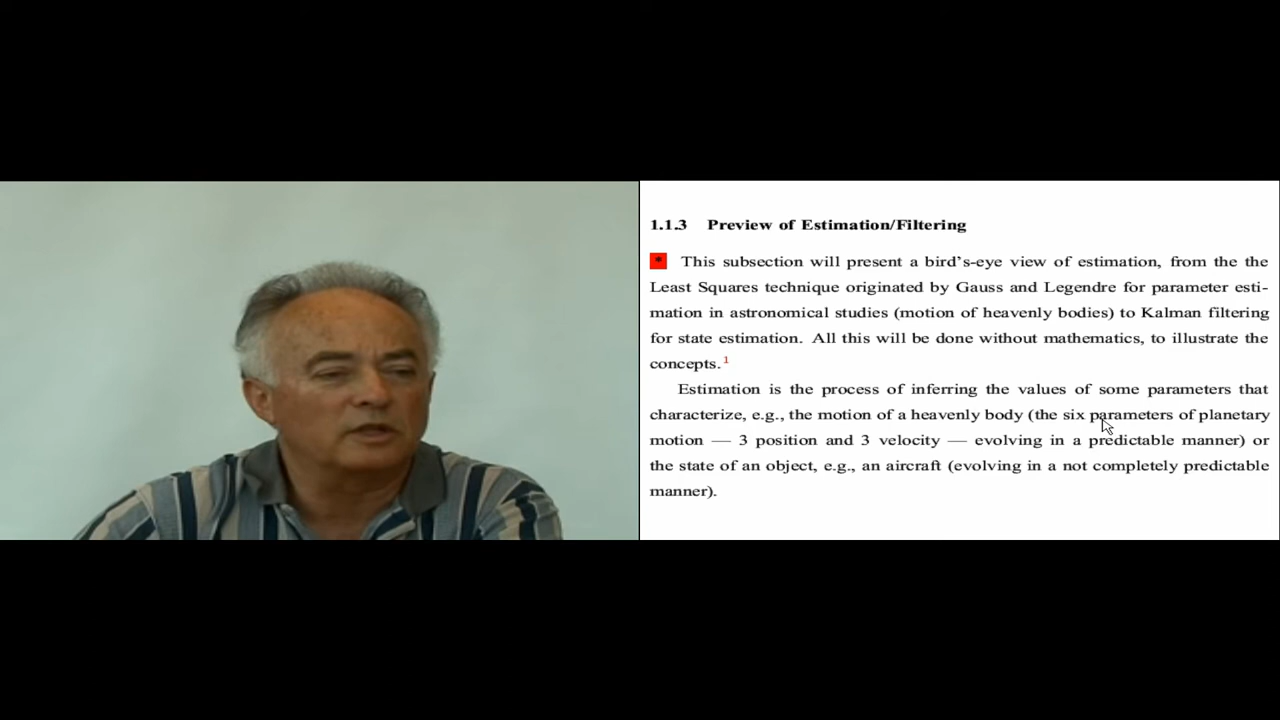 1.1.3 Preview of Estimation/Filtering
* This subsection will present a bird's-eye view of estimation, from the the
Least Squares technique originated by Gauss and Legendre for parameter esti-
mation in astronomical studies (motion of heavenly bodies) to Kalman filtering
for state estimation. All this will be done without mathematics, to illustrate the
concepts.1
Estimation is the process of inferring the values of some parameters that
characterize, e.g., the motion of a heavenly body (the six parameters of planetary
motion — 3 position and 3 velocity — evolving in a predictable manner) or
the state of an object, e.g., an aircraft (evolving in a not completely predictable
manner).